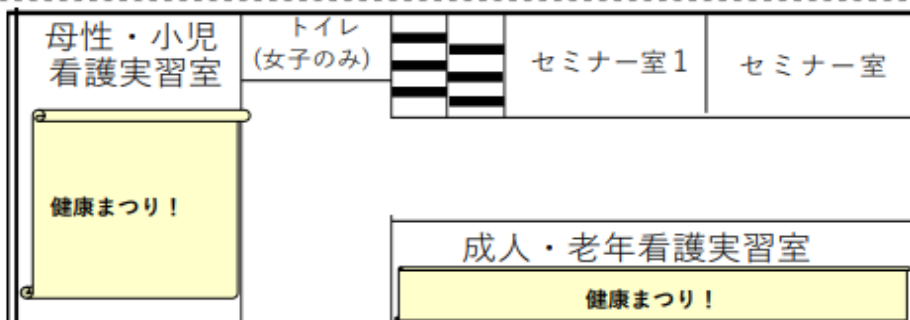 母性・小児
看護実習室
トイレ
(女子のみ)
セミナー室1
セミナー室
健康まつり！
成人・老年看護実習室
健康まつり！